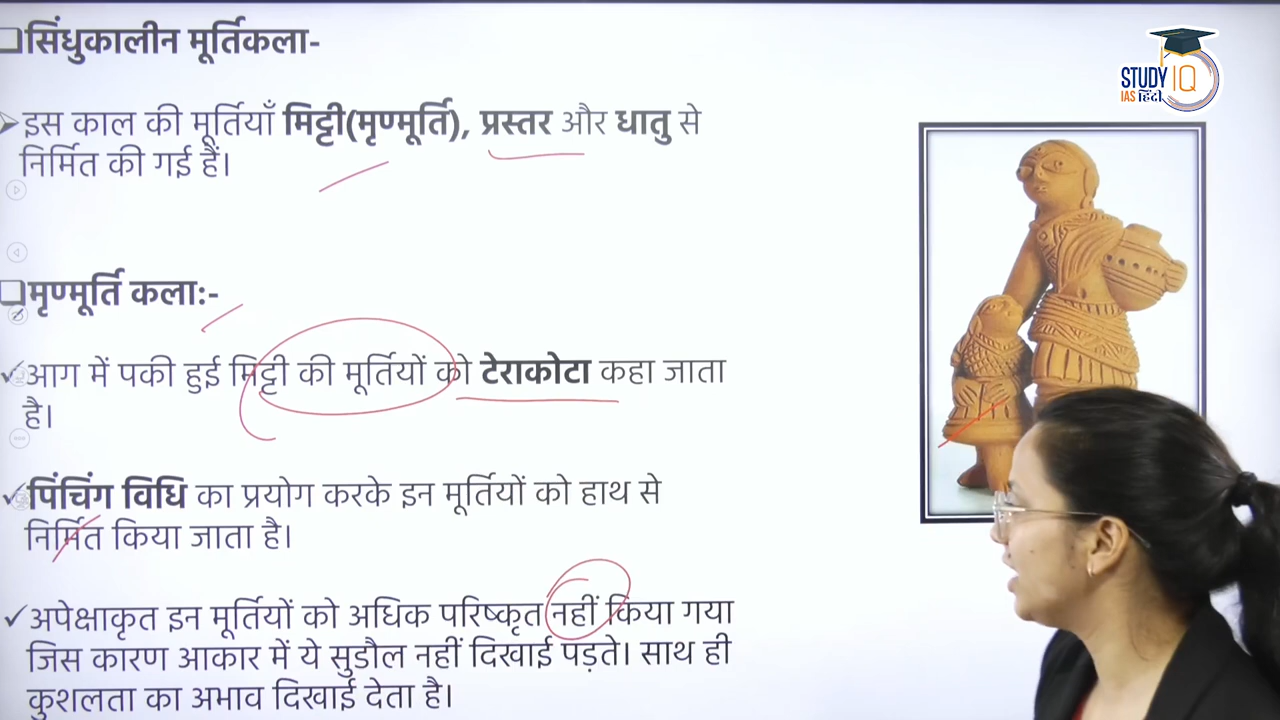 सिंधुकालीन मूर्तिकला-
STUDY IQ
IAS हिंदी
इस काल की मूर्तियाँ मिट्टी(मृण्मूर्ति), प्रस्तर और धातु से
निर्मित की गई हैं।
मृण्मूर्ति कला:-
आग में पकी हुई मिट्टी की मूर्तियों को टेराकोटा कहा जाता
है।
पिंचिंग विधि का प्रयोग करके इन मूर्तियों को हाथ से
निर्मित किया जाता है।
अपेक्षाकृत इन मूर्तियों को अधिक परिष्कृत नहीं किया गया
जिस कारण आकार में ये सुडौल नहीं दिखाई पड़ते। साथ ही
कुशलता का अभाव दिखाई देता है।